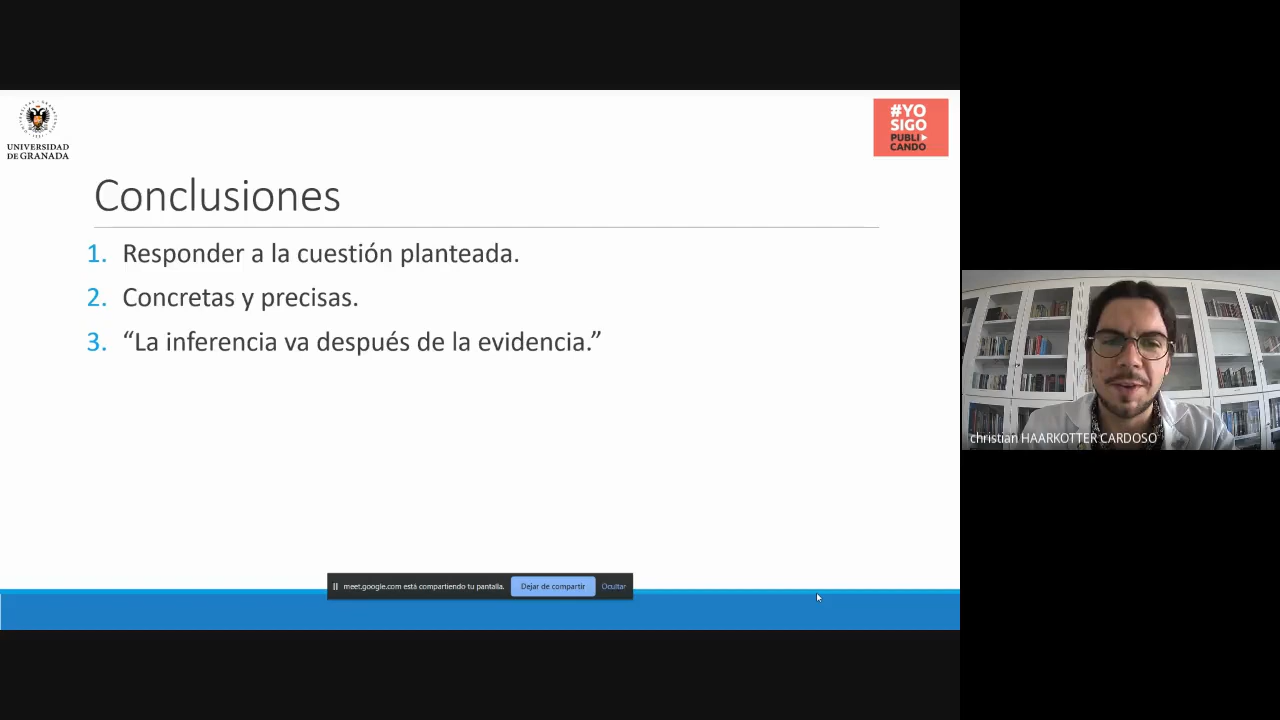 UNIVERSIDAD
DE GRANADA
#YO
SIGO
PUBLI
CANDO
Conclusiones
1. Responder a la cuestión planteada.
2. Concretas y precisas.
3. “La inferencia va después de la evidencia.”
christian HAARKOTTER CARDOSO
meet.google.com está compartiendo tu pantalla. Dejar de compartir Ocultar